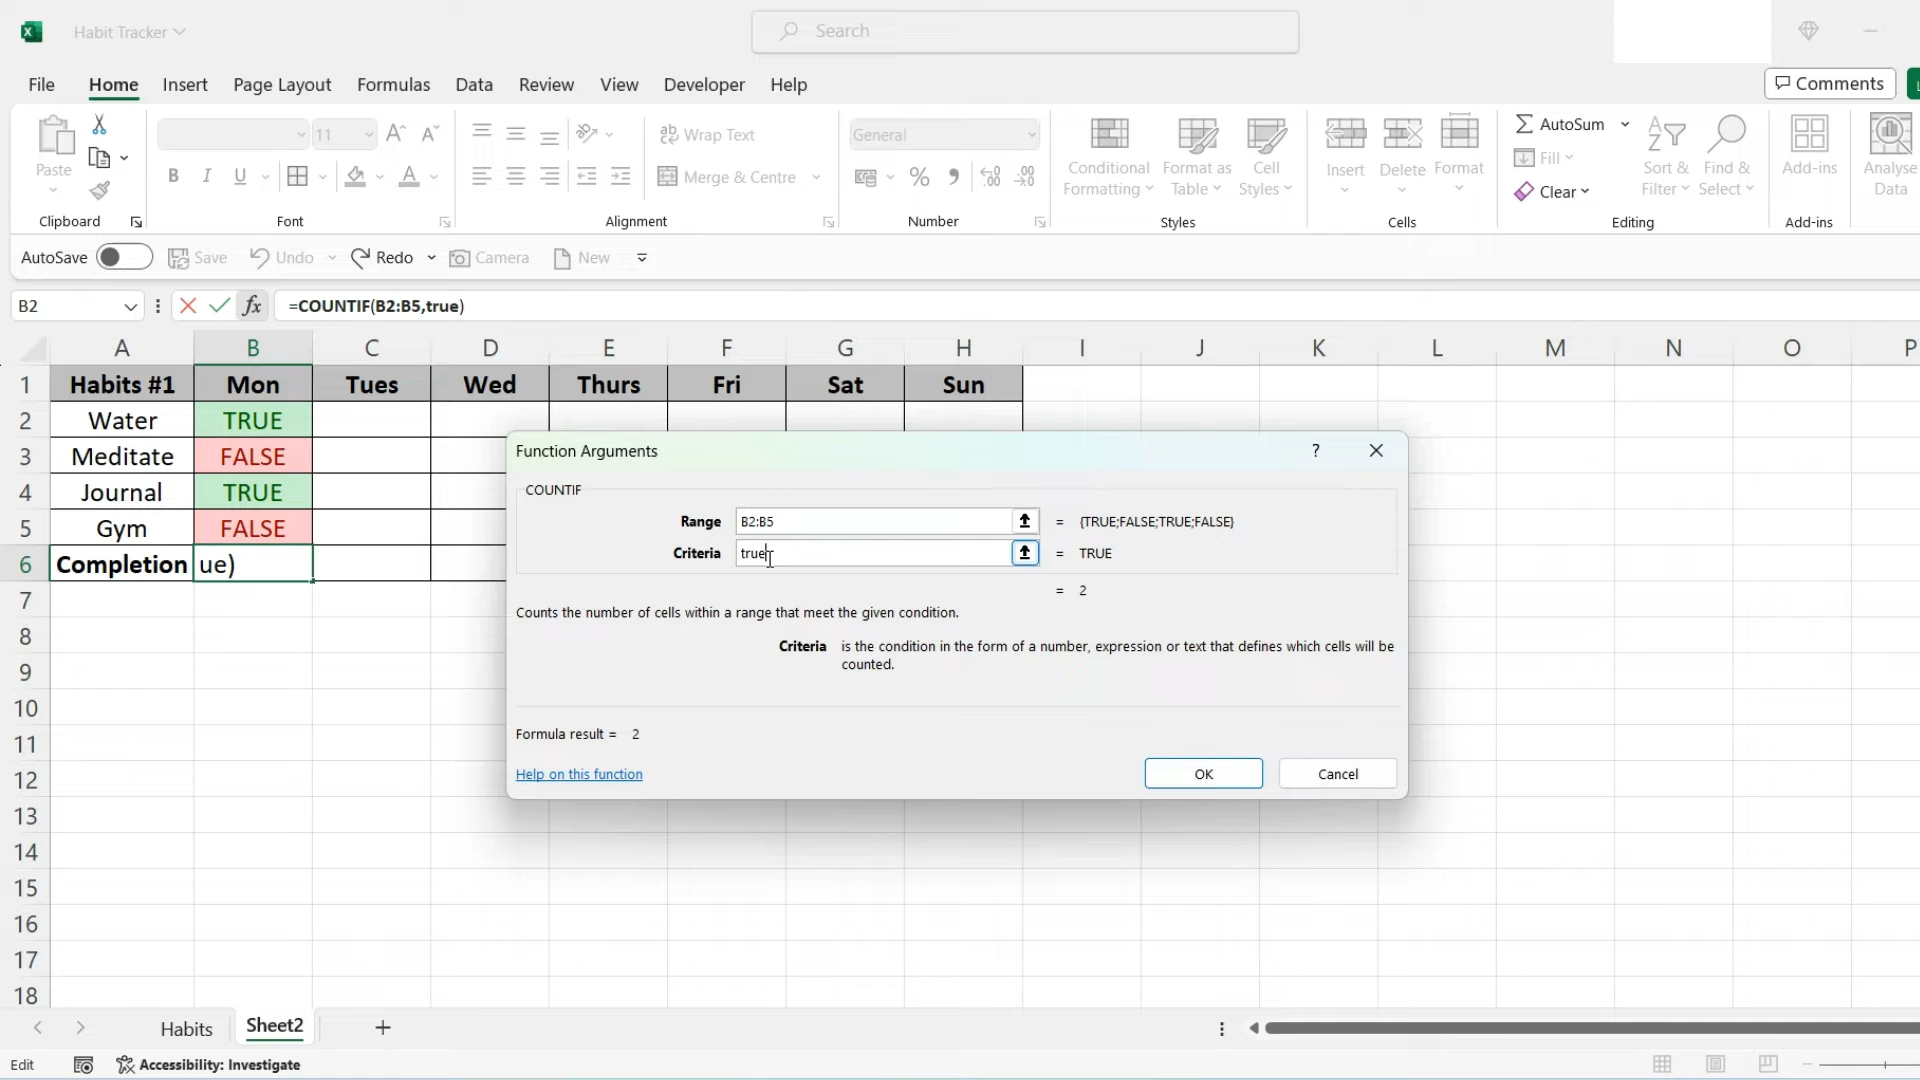 Habit Tracker
Search
File Home Insert Page Layout Formulas Data Review View Developer Help
Comments
11
Wrap Text
General
AutoSum
Fill
Clear
Paste
B I U
Merge & Centre
%
Conditional Formatting
Format as Table
Cell Styles
Insert
Delete
Format
Sort & Filter
Find & Select
Add-ins
Analyse Data
Clipboard Font Alignment Number Styles Cells Editing Add-ins
AutoSave Save Undo Redo Camera New
B2 fx =COUNTIF(B2:B5,true)
A B C D E F G H I J K L M N O P
1 Habits #1 Mon Tues Wed Thurs Fri Sat Sun
2 Water TRUE
3 Meditate FALSE
4 Journal TRUE
5 Gym FALSE
6 Completion ue)
7
8
9
10
11
12
13
14
15
16
17
18
Function Arguments ?
COUNTIF
Range B2:B5 = {TRUE;FALSE;TRUE;FALSE}
Criteria true = TRUE
= 2
Counts the number of cells within a range that meet the given condition.
Criteria is the condition in the form of a number, expression or text that defines which cells will be
counted.
Formula result = 2
Help on this function
OK Cancel
Habits Sheet2 +
Edit Accessibility: Investigate